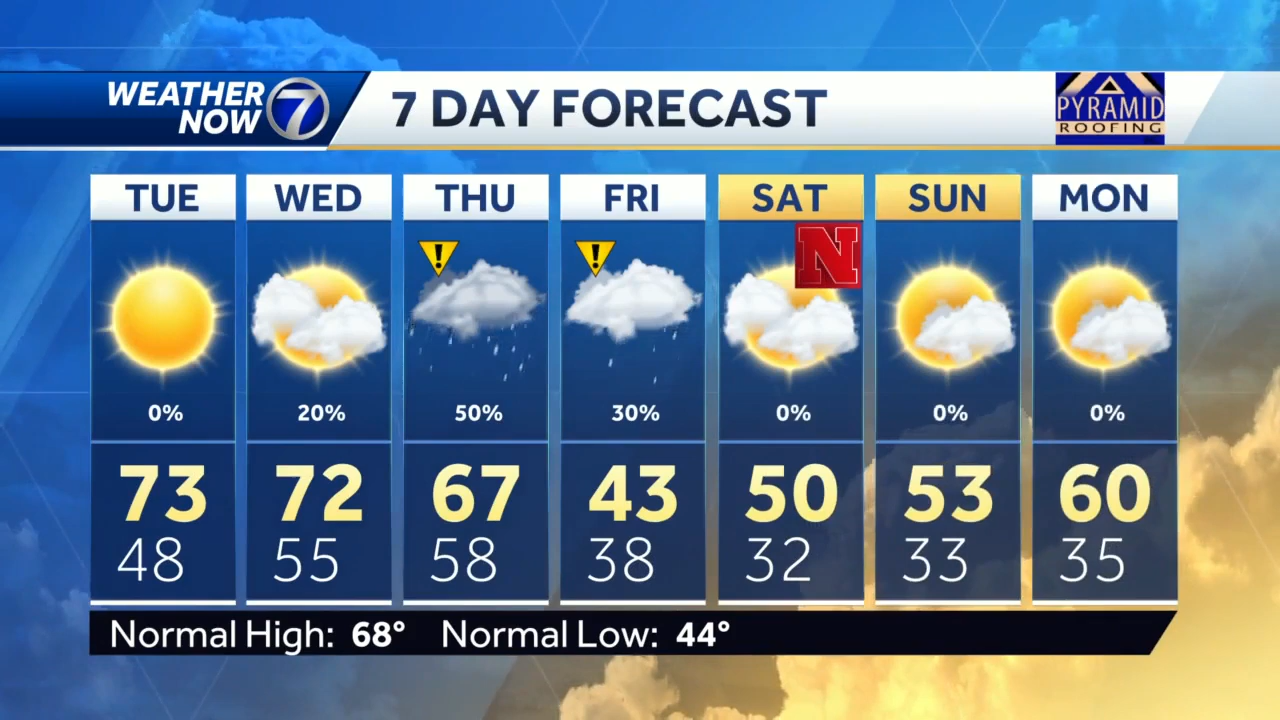 WEATHER
NOW 7
7 DAY FORECAST
PYRAMID
ROOFING
TUE WED THU FRI SAT SUN MON
! ! N
0% 20% 50% 30% 0% 0% 0%
73 72 67 43 50 53 60
48 55 58 38 32 33 35
Normal High: 68° Normal Low: 44°